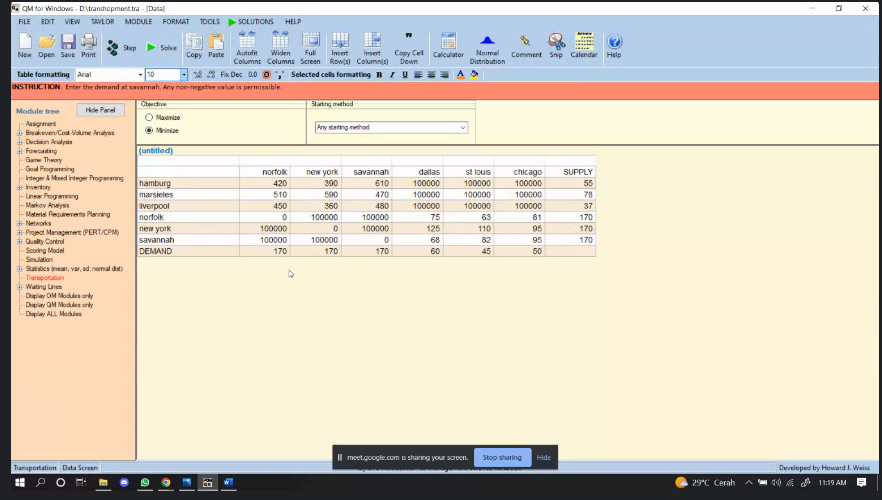 QM for Windows - D:\transhopment.tra - [Data]
FILE EDIT VIEW TAYLOR MODULE FORMAT TOOLS SOLUTIONS HELP
New Open Save Print Step Solve Copy Paste Autofit Columns Widen Columns Full Screen Insert Row(s) Insert Column(s) Copy Cell Down Calculator Normal Distribution Comment Snip Calendar Help
Table formatting Arial 10 Fix Dec 0.0 Selected cells formatting B I U A
INSTRUCTION: Enter the demand at savannah. Any non-negative value is permissible.
Module tree Hide Panel
Assignment
Breakeven/Cost-Volume Analysis
Decision Analysis
Forecasting
Game Theory
Goal Programming
Integer & Mixed Integer Programming
Inventory
Linear Programming
Markov Analysis
Material Requirements Planning
Networks
Project Management (PERT/CPM)
Quality Control
Scoring Model
Simulation
Statistics (mean, var, sd; normal dist)
Transportation
Waiting Lines
Display OM Modules only
Display QM Modules only
Display ALL Modules
Objective
Maximize
Minimize
Starting method
Any starting method
(untitled)
norfolk new york savannah dallas st louis chicago SUPPLY
hamburg 420 390 610 100000 100000 100000 55
marsieles 510 590 470 100000 100000 100000 78
liverpool 450 360 480 100000 100000 100000 37
norfolk 0 100000 100000 75 63 81 170
new york 100000 0 100000 125 110 95 170
savannah 100000 100000 0 68 82 95 170
DEMAND 170 170 170 60 45 50
meet.google.com is sharing your screen. Stop sharing Hide
Transportation Data Screen Developed by Howard J. Weiss
29°C Cerah 11:19 AM